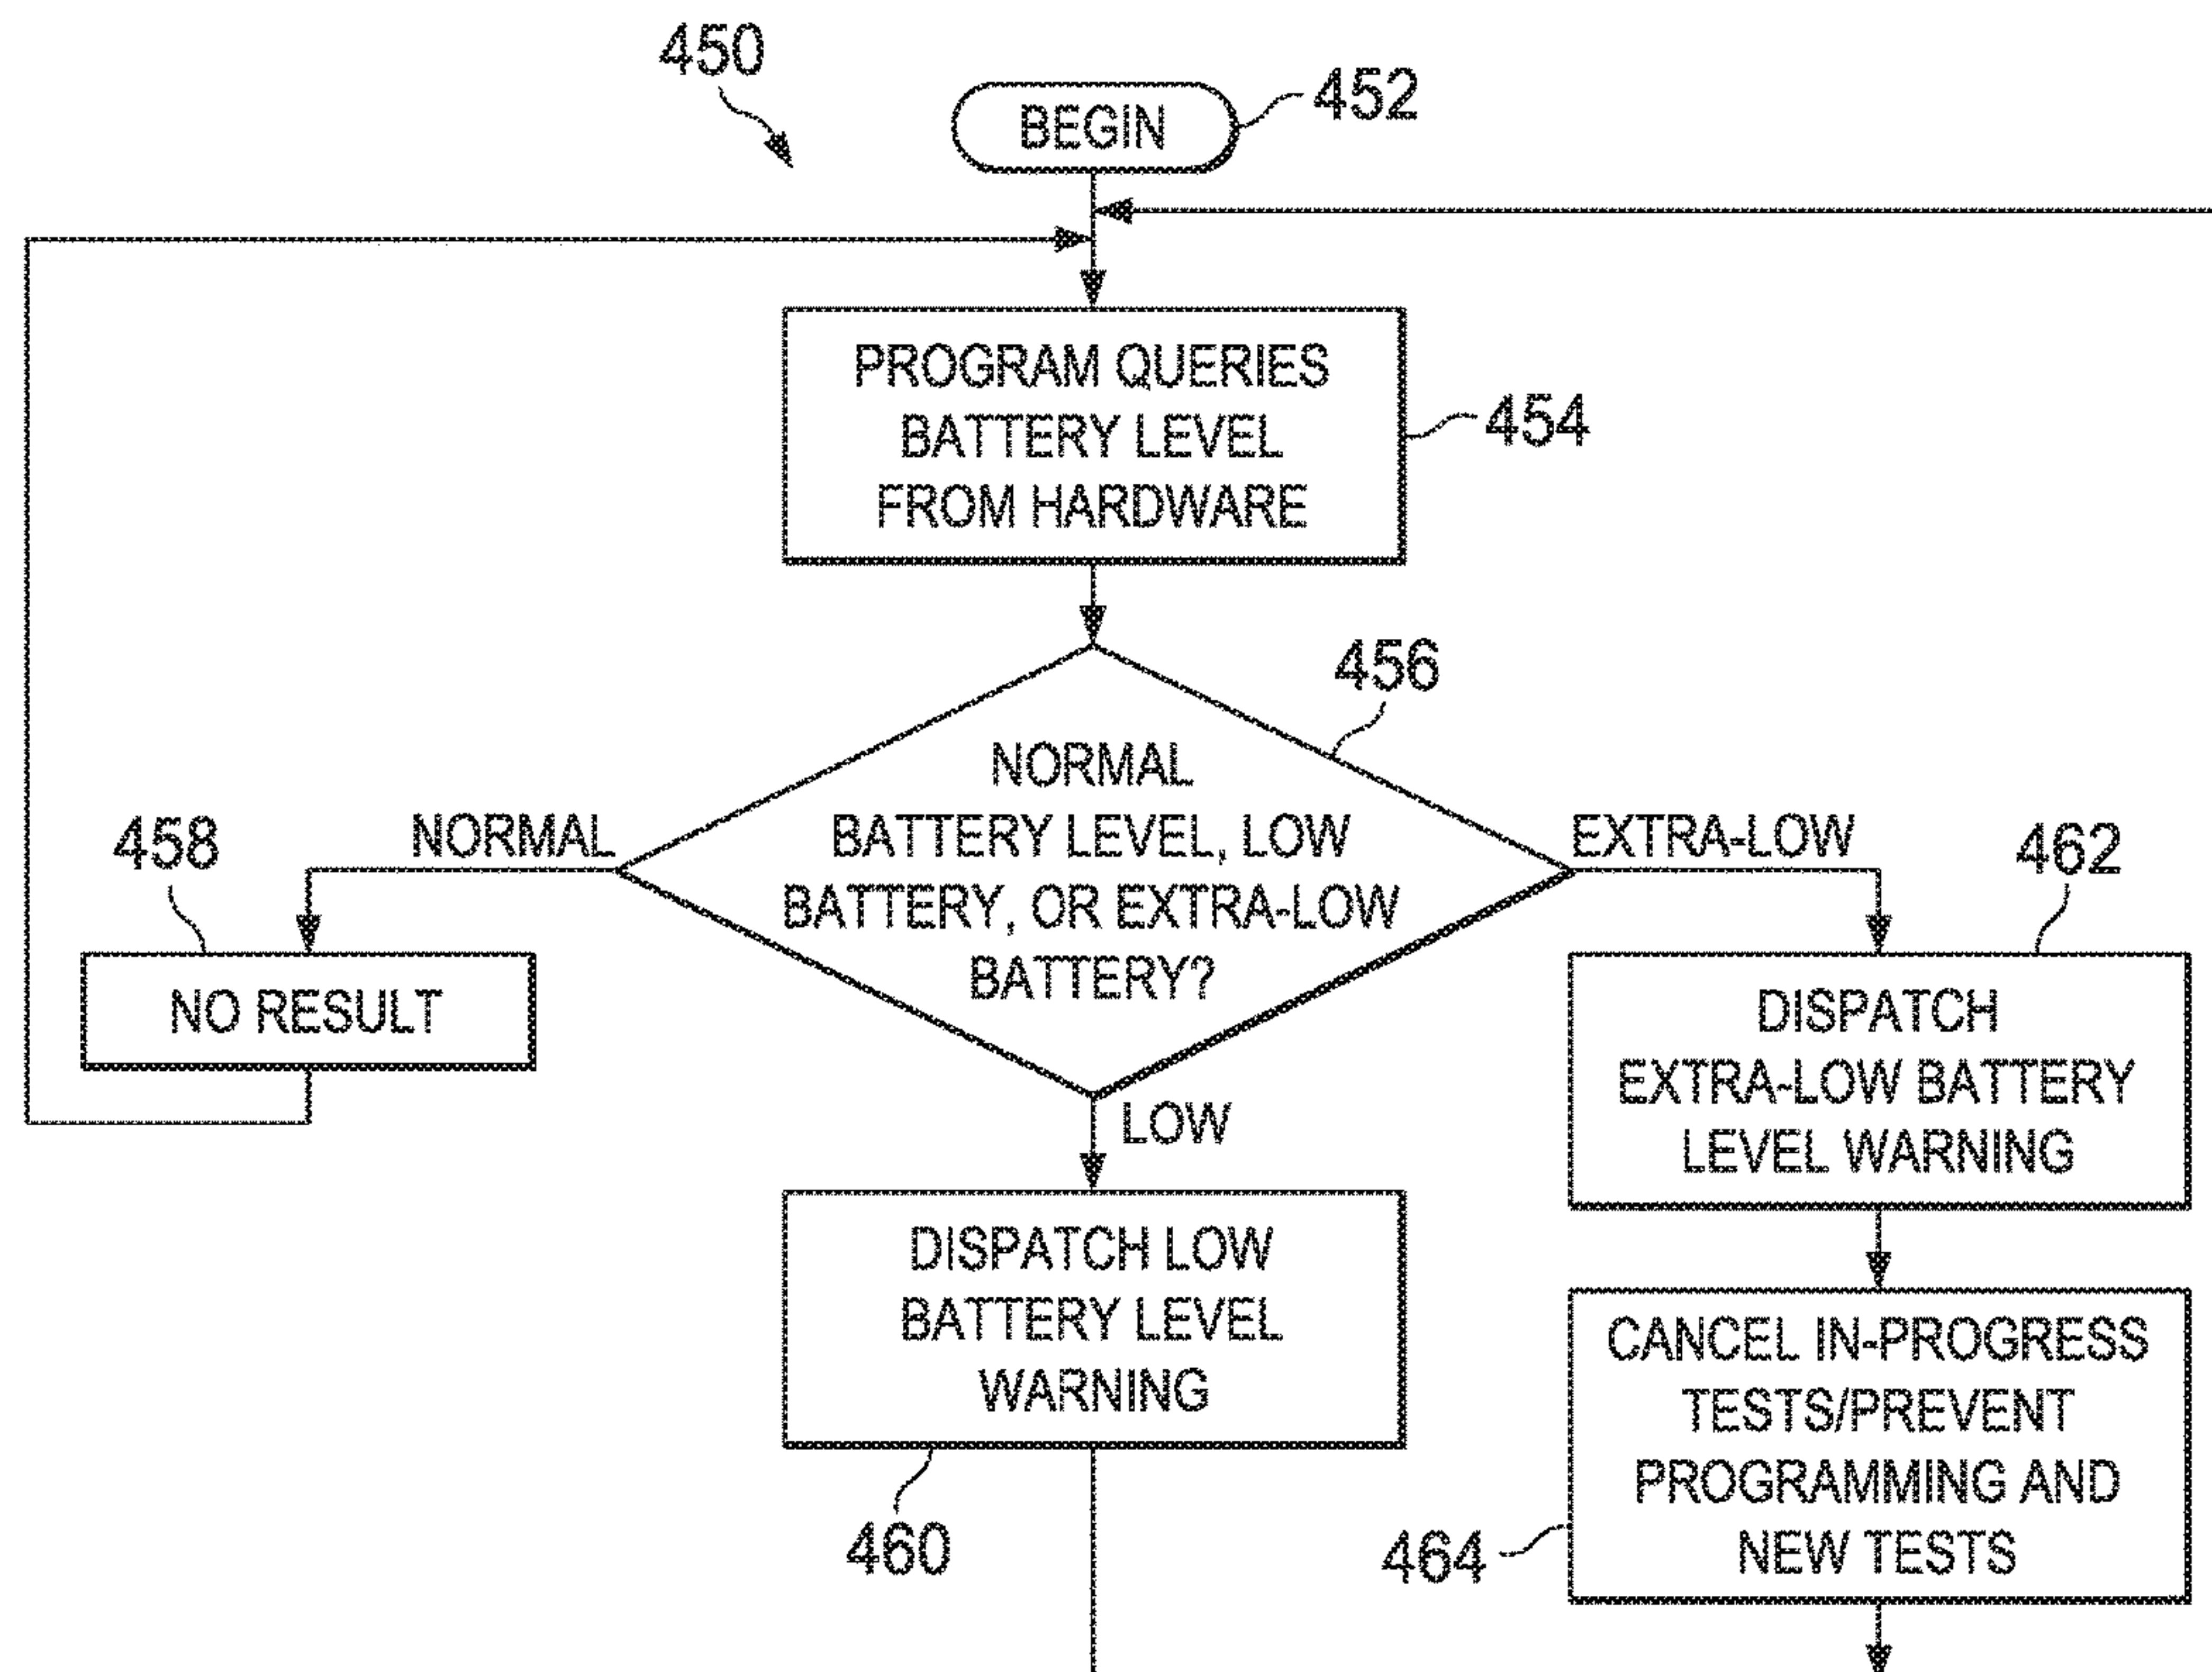 450
BEGIN
452
PROGRAM QUERIES
BATTERY LEVEL
FROM HARDWARE
454
456
NORMAL
BATTERY LEVEL, LOW
BATTERY, OR EXTRA-LOW
BATTERY?
NORMAL
458
NO RESULT
EXTRA-LOW
462
DISPATCH
EXTRA-LOW BATTERY
LEVEL WARNING
LOW
DISPATCH LOW
BATTERY LEVEL
WARNING
460
CANCEL IN-PROGRESS
TESTS/PREVENT
PROGRAMMING AND
NEW TESTS
464